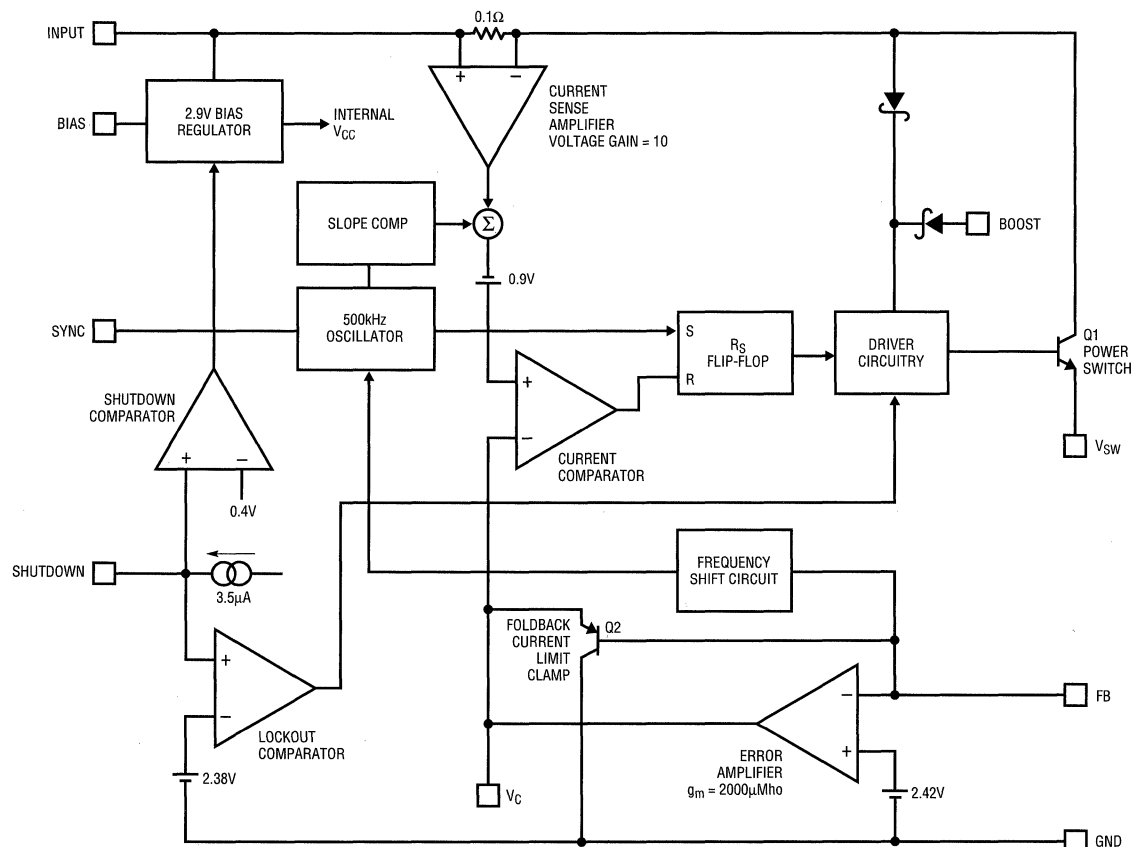 0.1Ω
INPUT
+
−
CURRENT
SENSE
AMPLIFIER
VOLTAGE GAIN = 10
BIAS
2.9V BIAS
REGULATOR
INTERNAL
VCC
SLOPE COMP
Σ
BOOST
0.9V
SYNC
500kHz
OSCILLATOR
S
RS
FLIP-FLOP
R
DRIVER
CIRCUITRY
Q1
POWER
SWITCH
SHUTDOWN
COMPARATOR
+
−
0.4V
+
−
CURRENT
COMPARATOR
VSW
SHUTDOWN
3.5µA
FREQUENCY
SHIFT CIRCUIT
FOLDBACK
CURRENT
LIMIT
CLAMP
Q2
+
−
LOCKOUT
COMPARATOR
2.38V
−
+
FB
ERROR
AMPLIFIER
gm = 2000µMho
2.42V
VC
GND